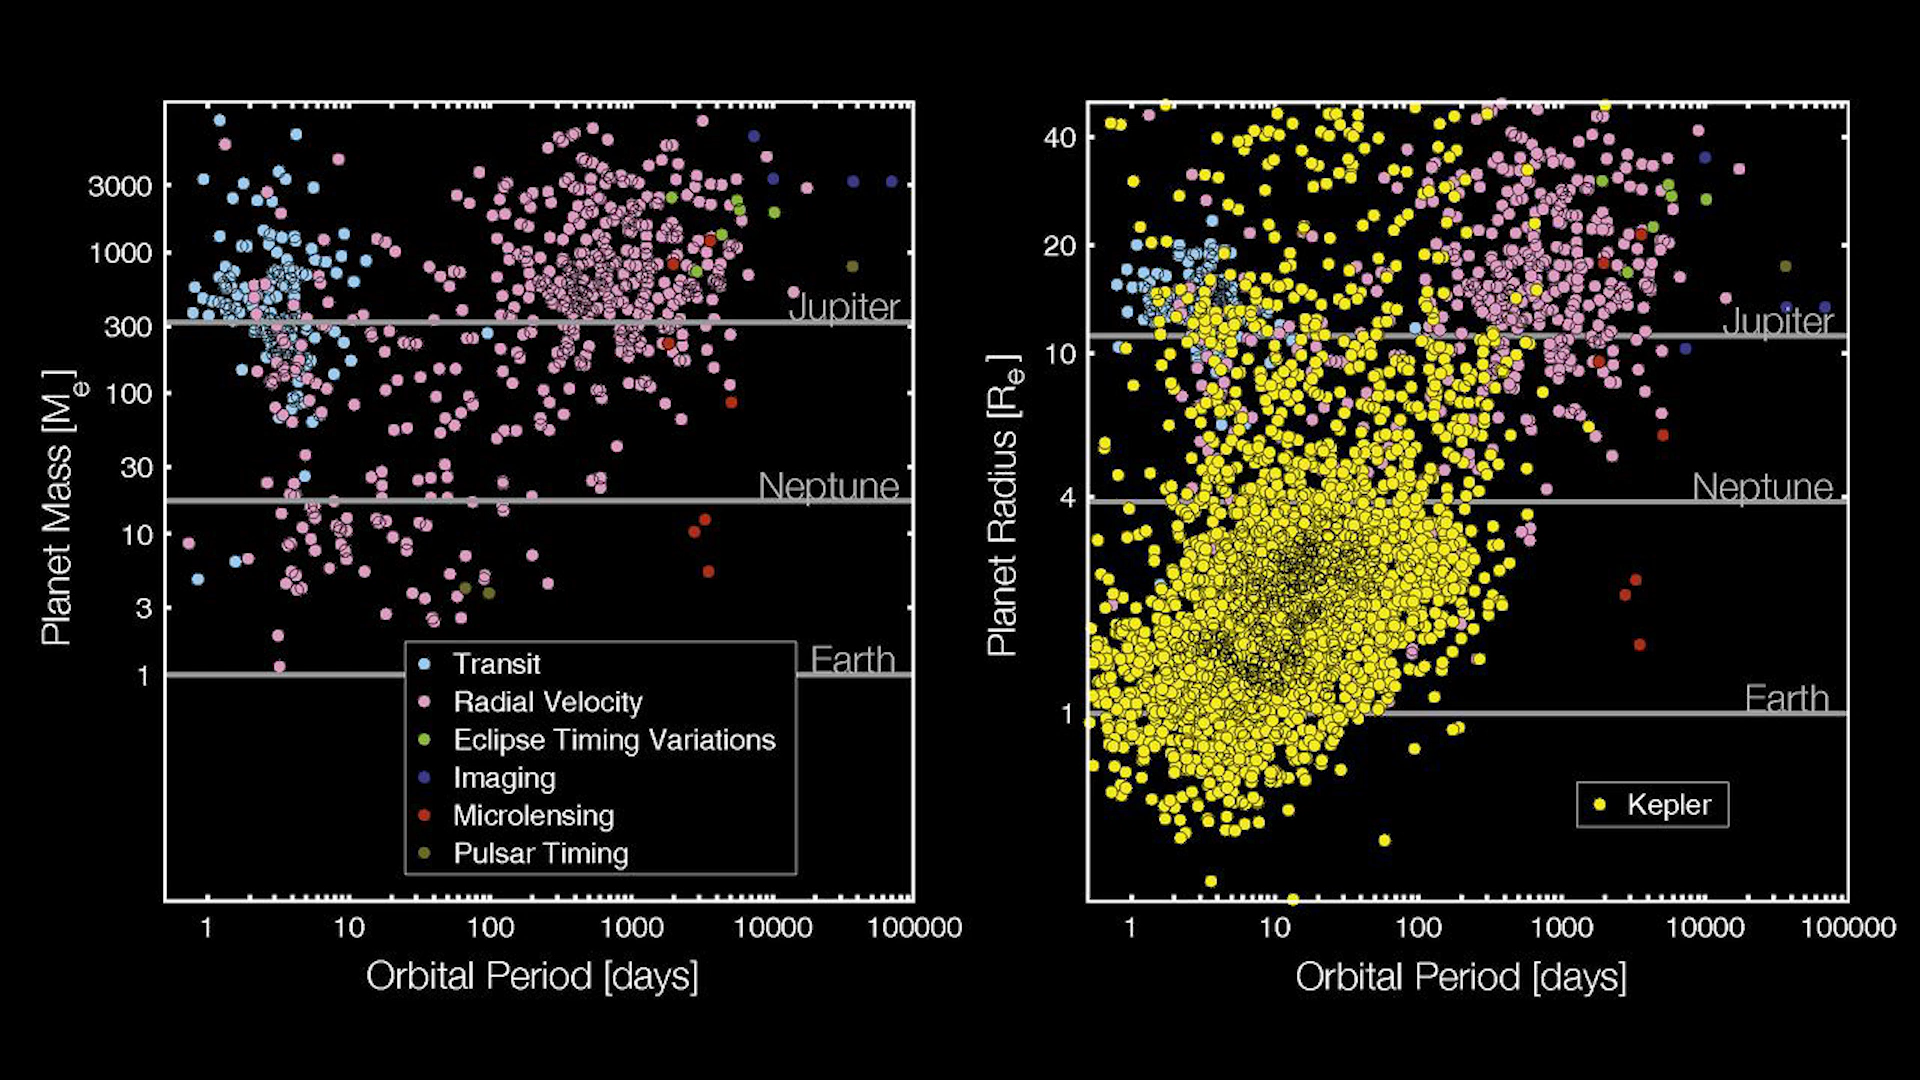 3000
1000
300
100
30
10
3
1
Planet Mass [Me]
Jupiter
Neptune
Earth
Transit
Radial Velocity
Eclipse Timing Variations
Imaging
Microlensing
Pulsar Timing
1 10 100 1000 10000 100000
Orbital Period [days]
40
20
10
4
1
Planet Radius [Re]
Jupiter
Neptune
Earth
Kepler
1 10 100 1000 10000 100000
Orbital Period [days]